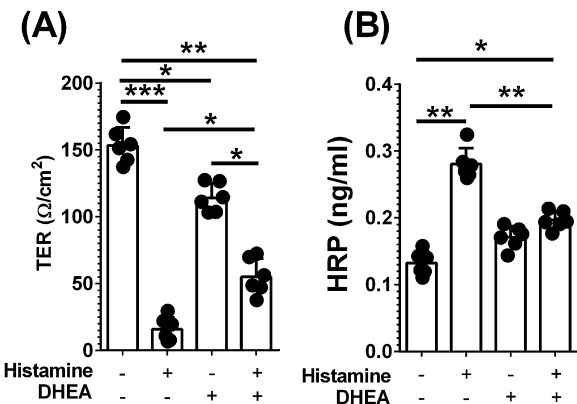 (A)
**
*
***
*
*
200
150
100
50
0
TER (Ω/cm²)
Histamine - + - +
DHEA - - + +
(B)
*
**
**
0.4
0.3
0.2
0.1
0.0
HRP (ng/ml)
Histamine - + - +
DHEA - - + +